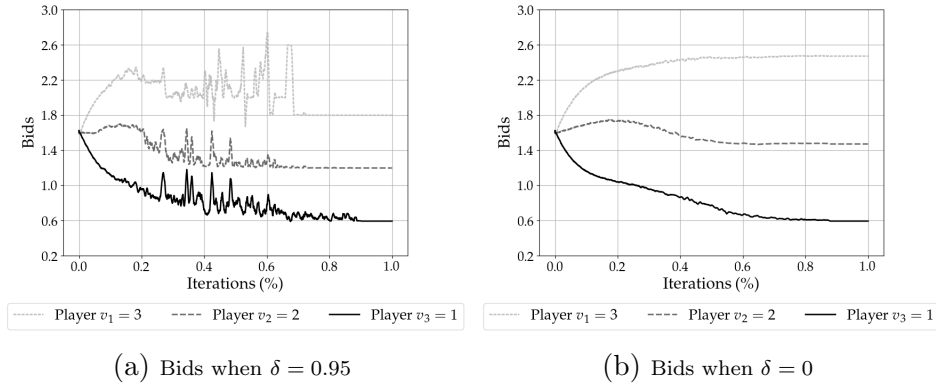 3.0
2.6
2.2
1.8
1.4
1.0
0.6
0.2
Bids
0.0 0.2 0.4 0.6 0.8 1.0
Iterations (%)
Player v₁ = 3 Player v₂ = 2 Player v₃ = 1
(a) Bids when δ = 0.95
3.0
2.6
2.2
1.8
1.4
1.0
0.6
0.2
Bids
0.0 0.2 0.4 0.6 0.8 1.0
Iterations (%)
Player v₁ = 3 Player v₂ = 2 Player v₃ = 1
(b) Bids when δ = 0